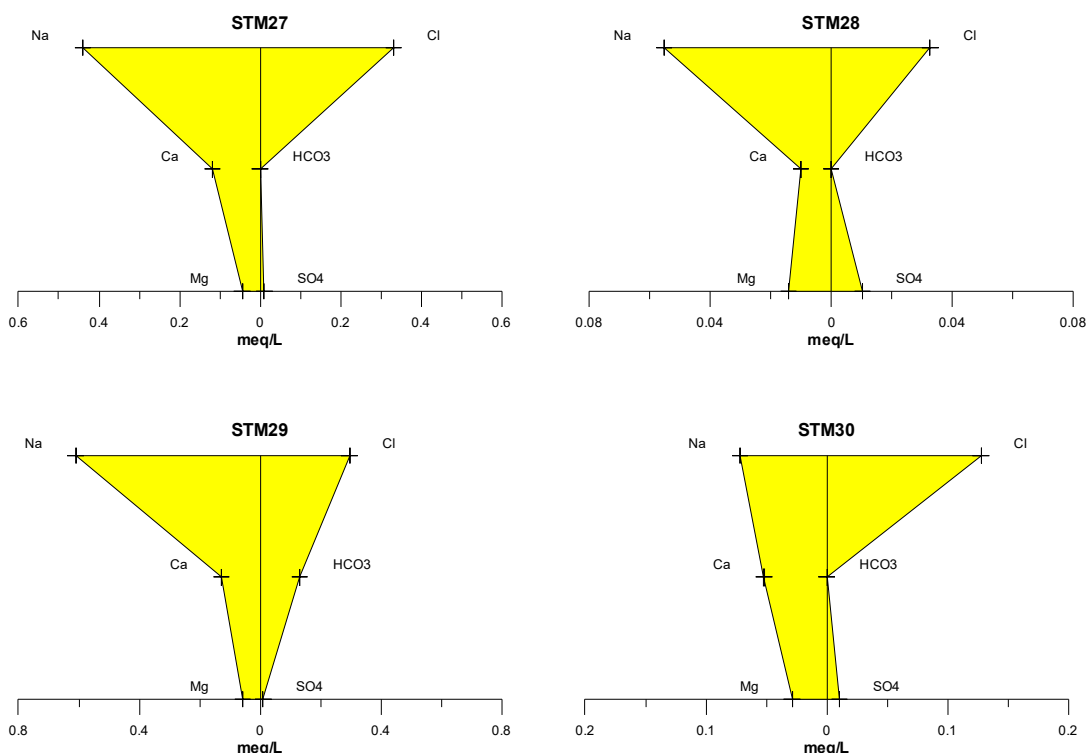 STM27
Na Cl
Ca HCO3
Mg SO4
0.6 0.4 0.2 0 0.2 0.4 0.6
meq/L
STM28
Na Cl
Ca HCO3
Mg SO4
0.08 0.04 0 0.04 0.08
meq/L
STM29
Na Cl
Ca HCO3
Mg SO4
0.8 0.4 0 0.4 0.8
meq/L
STM30
Na Cl
Ca HCO3
Mg SO4
0.2 0.1 0 0.1 0.2
meq/L